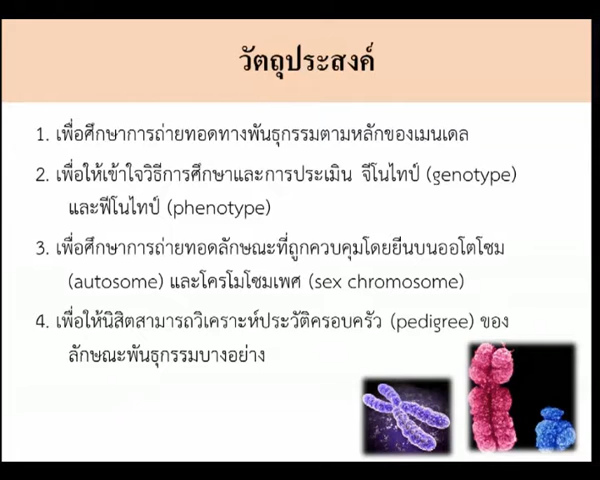 วัตถุประสงค์
1. เพื่อศึกษาการถ่ายทอดทางพันธุกรรมตามหลักของเมนเดล
2. เพื่อให้เข้าใจวิธีการศึกษาและการประเมิน จีโนไทป์ (genotype)
และฟีโนไทป์ (phenotype)
3. เพื่อศึกษาการถ่ายทอดลักษณะที่ถูกควบคุมโดยยีนบนออโตโซม
(autosome) และโครโมโซมเพศ (sex chromosome)
4. เพื่อให้นิสิตสามารถวิเคราะห์ประวัติครอบครัว (pedigree) ของ
ลักษณะพันธุกรรมบางอย่าง